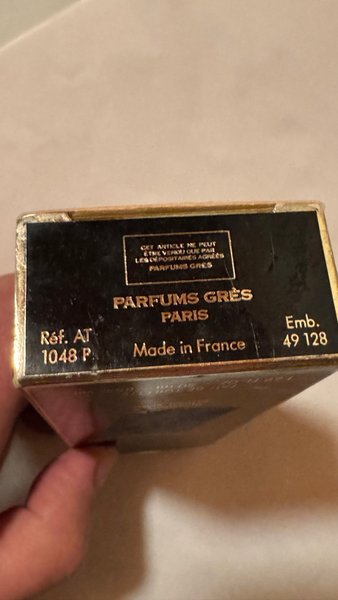 CET ARTICLE NE PEUT
ÊTRE VENDU QUE PAR
LES DÉPOSITAIRES AGRÉÉS
PARFUMS GRÈS
PARFUMS GRÈS
PARIS
Réf. AT
1048 P
Made in France
Emb.
49 128